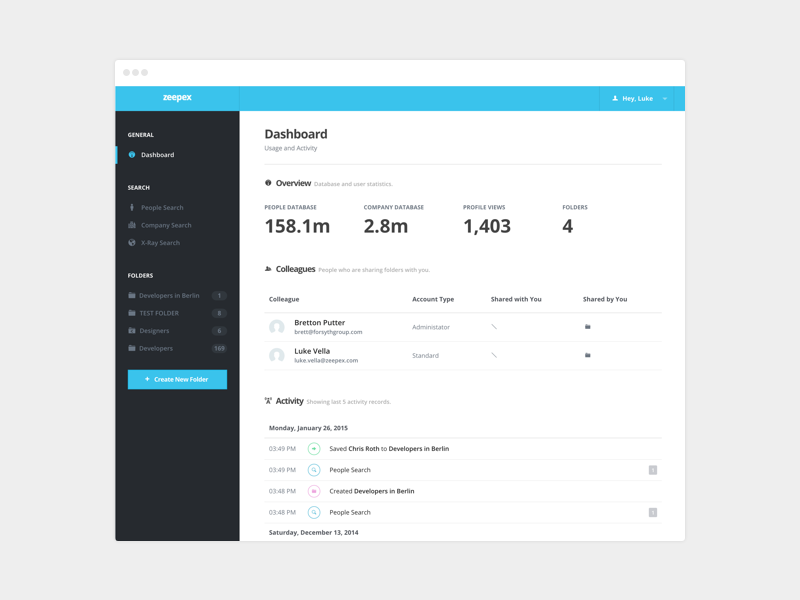 zeepex
Hey, Luke
GENERAL
Dashboard
SEARCH
People Search
Company Search
X-Ray Search
FOLDERS
Developers in Berlin 1
TEST FOLDER 8
Designers 6
Developers 169
+ Create New Folder
Dashboard
Usage and Activity
Overview Database and user statistics.
PEOPLE DATABASE COMPANY DATABASE PROFILE VIEWS FOLDERS
158.1m 2.8m 1,403 4
Colleagues People who are sharing folders with you.
Colleague Account Type Shared with You Shared by You
Bretton Putter
brett@forsythgroup.com
Administator
Luke Vella
luke.vella@zeepex.com
Standard
Activity Showing last 5 activity records.
Monday, January 26, 2015
03:49 PM Saved Chris Roth to Developers in Berlin
03:49 PM People Search 1
03:48 PM Created Developers in Berlin
03:48 PM People Search 1
Saturday, December 13, 2014